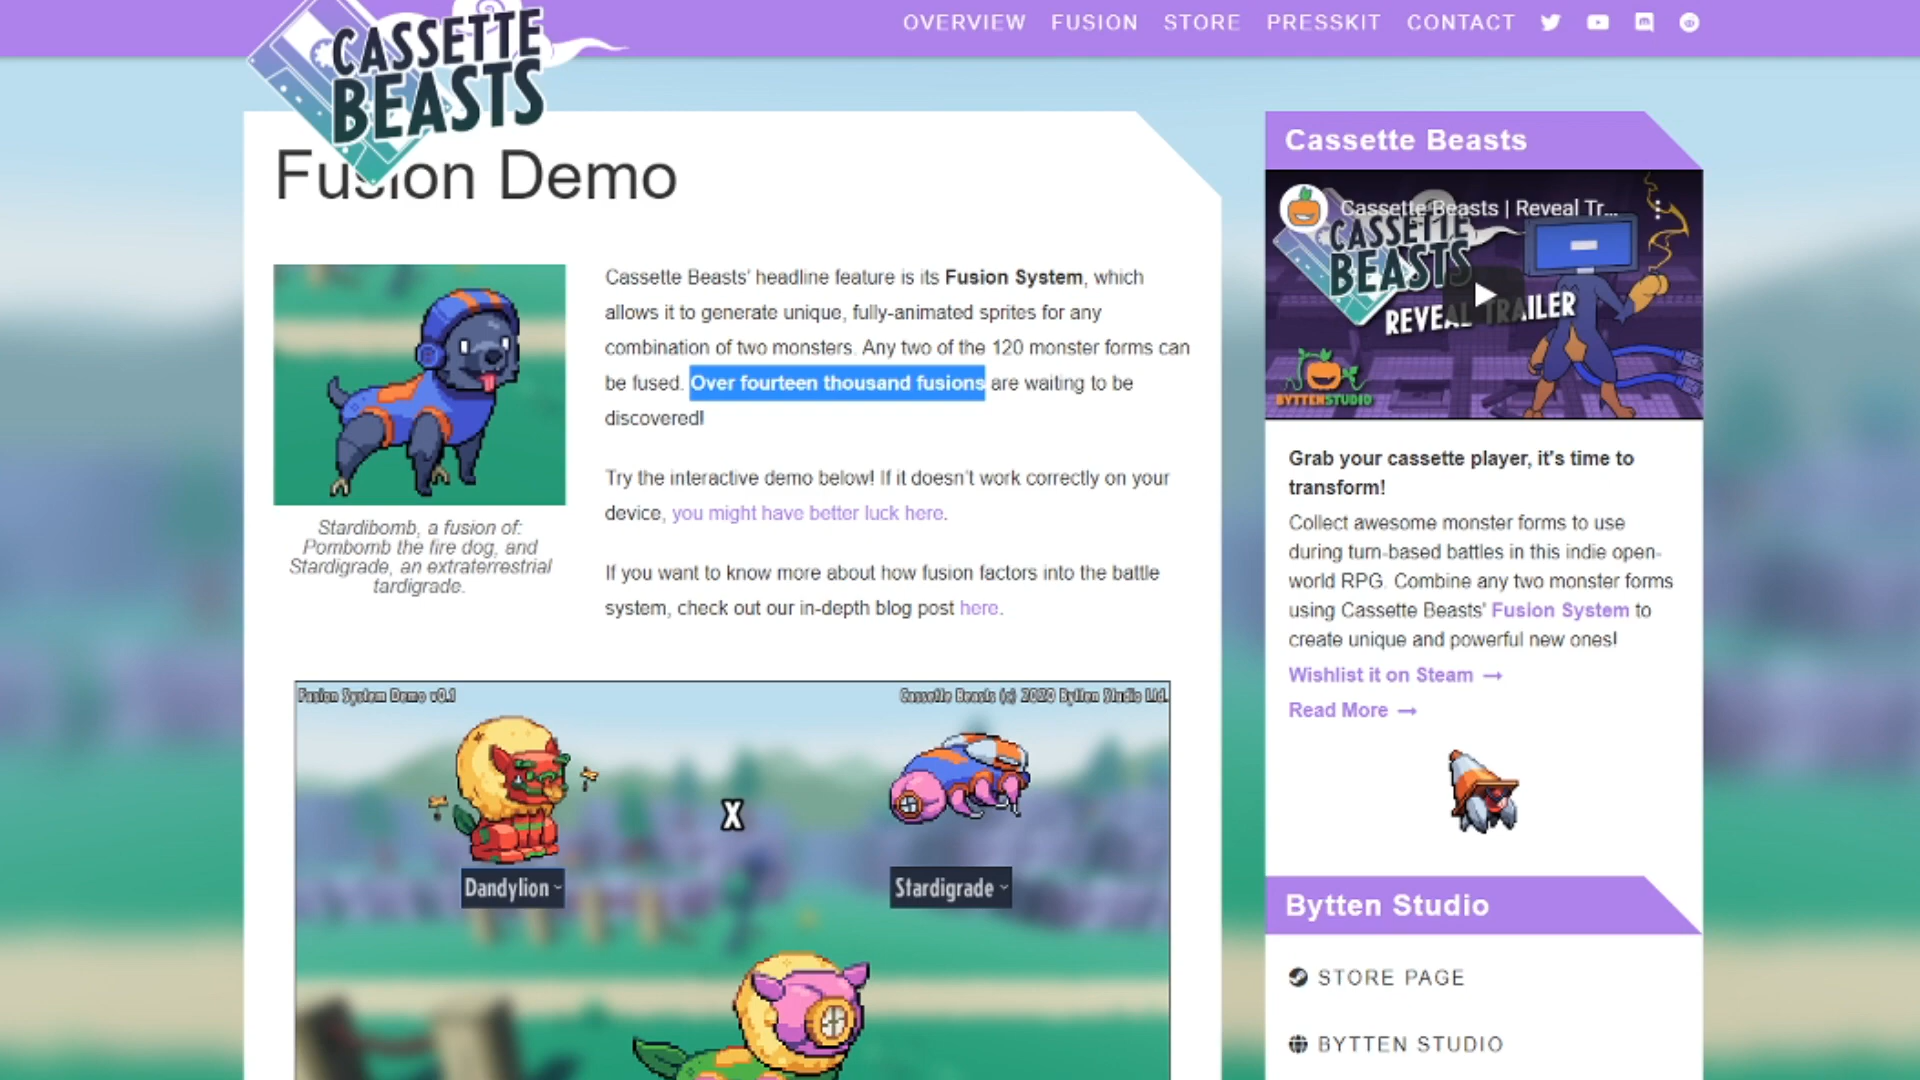 CASSETTE
BEASTS
OVERVIEW FUSION STORE PRESSKIT CONTACT
Fusion Demo
Cassette Beasts' headline feature is its Fusion System, which
allows it to generate unique, fully-animated sprites for any
combination of two monsters. Any two of the 120 monster forms can
be fused. Over fourteen thousand fusions are waiting to be
discovered!
Stardibomb, a fusion of:
Pombomb the fire dog, and
Stardigrade, an extraterrestrial
tardigrade.
Try the interactive demo below! If it doesn't work correctly on your
device, you might have better luck here.
If you want to know more about how fusion factors into the battle
system, check out our in-depth blog post here.
Fusion System Demo v0.1
Cassette Beasts (c) 2020 Bytten Studio Ltd.
X
Dandylion
Stardigrade
Cassette Beasts
Cassette Beasts | Reveal Tr...
CASSETTE
BEASTS
REVEAL TRAILER
BYTTENSTUDIO
Grab your cassette player, it's time to
transform!
Collect awesome monster forms to use
during turn-based battles in this indie open-
world RPG. Combine any two monster forms
using Cassette Beasts' Fusion System to
create unique and powerful new ones!
Wishlist it on Steam →
Read More →
Bytten Studio
STORE PAGE
BYTTEN STUDIO